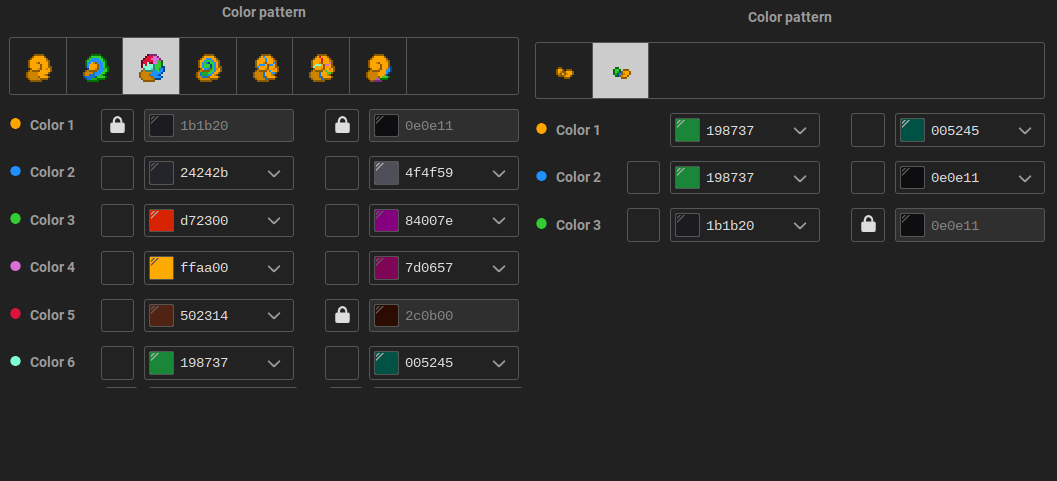 Color pattern
Color 1 1b1b20 0e0e11
Color 2 24242b 4f4f59
Color 3 d72300 84007e
Color 4 ffaa00 7d0657
Color 5 502314 2c0b00
Color 6 198737 005245
Color pattern
Color 1 198737 005245
Color 2 198737 0e0e11
Color 3 1b1b20 0e0e11